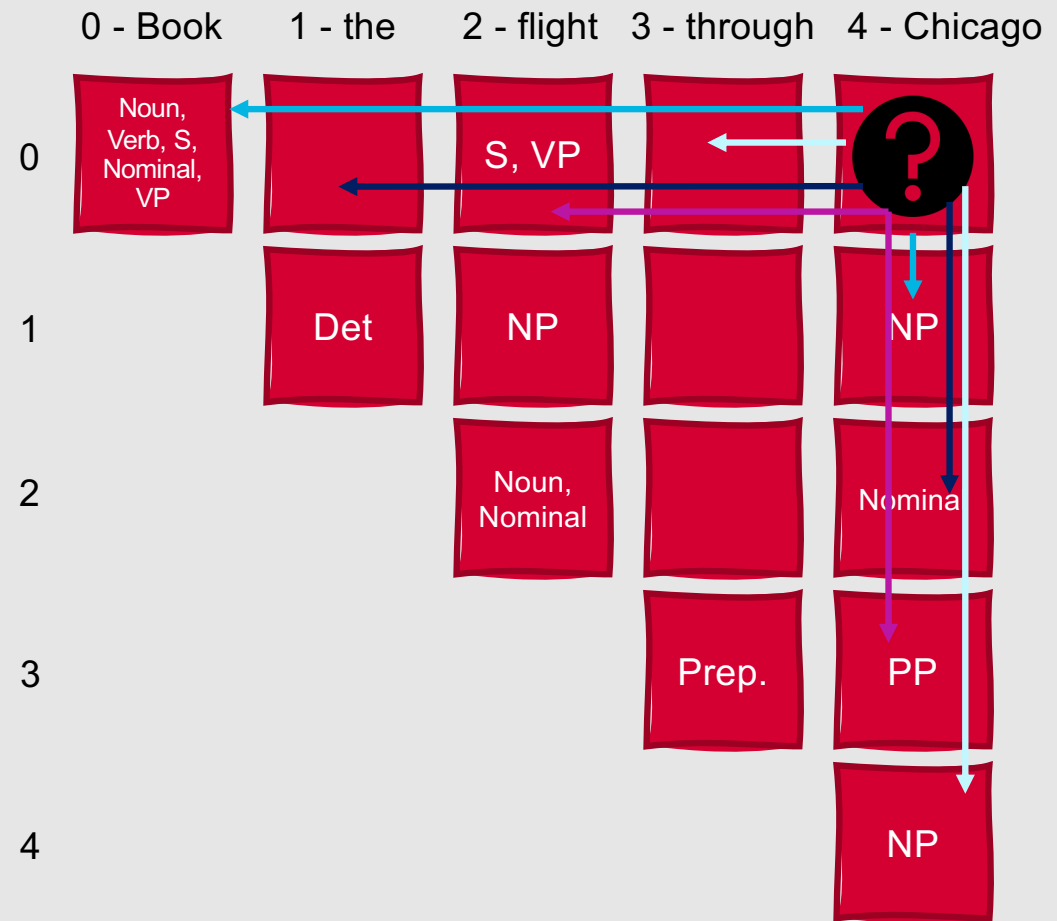 0 - Book 1 - the 2 - flight 3 - through 4 - Chicago
0
Noun,
Verb, S,
Nominal,
VP
S, VP
?
1
Det
NP
NP
2
Noun,
Nominal
Nominal
3
Prep.
PP
4
NP